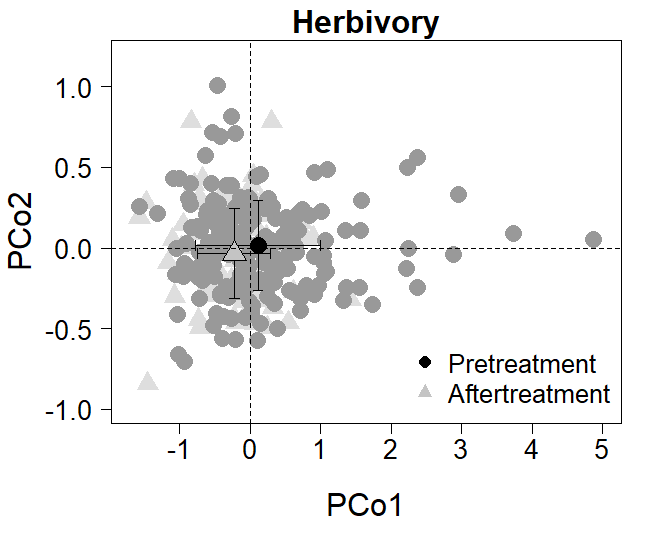 Herbivory
PCo2
1.0
0.5
0.0
-0.5
-1.0
Pretreatment
Aftertreatment
-1 0 1 2 3 4 5
PCo1